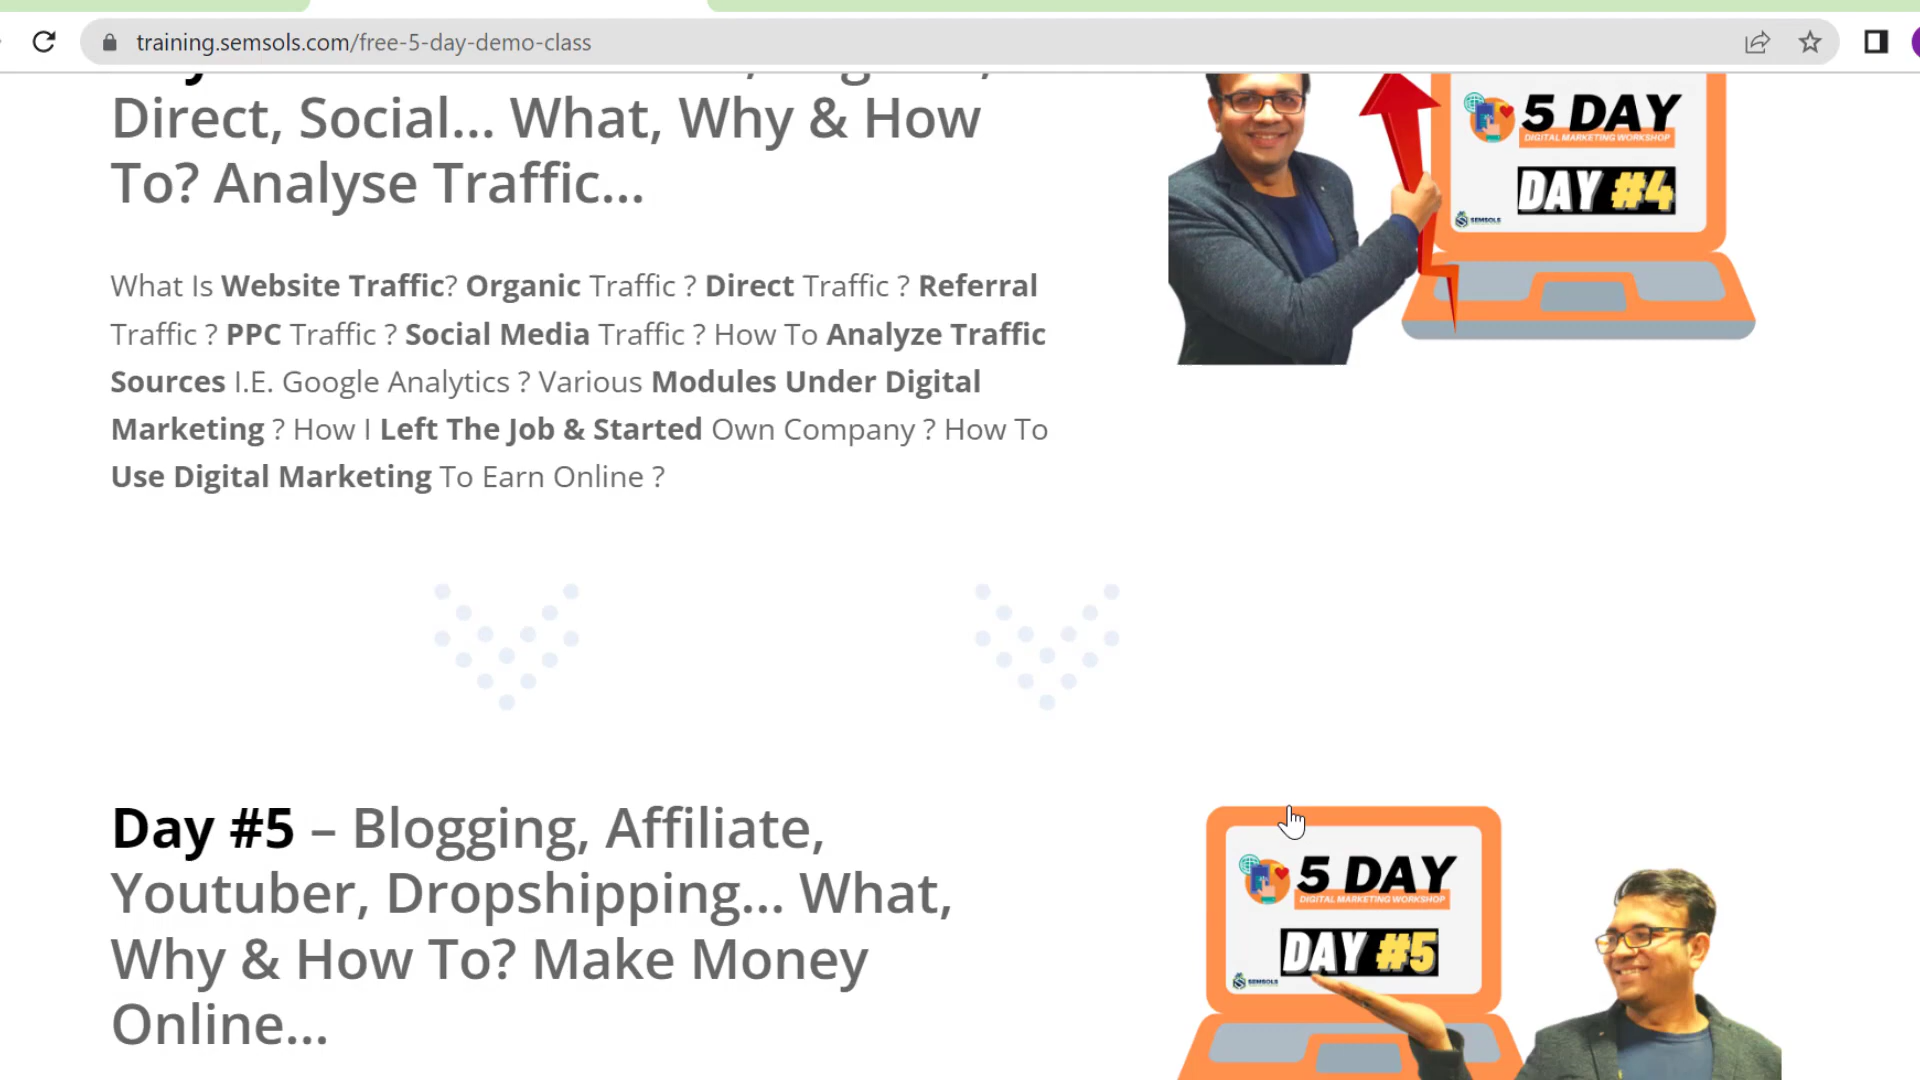 training.semsols.com/free-5-day-demo-class
Direct, Social... What, Why & How
To? Analyse Traffic...
5 DAY
DIGITAL MARKETING WORKSHOP
DAY #4
SEMSOLS
What Is Website Traffic? Organic Traffic ? Direct Traffic ? Referral
Traffic ? PPC Traffic ? Social Media Traffic ? How To Analyze Traffic
Sources I.E. Google Analytics ? Various Modules Under Digital
Marketing ? How I Left The Job & Started Own Company ? How To
Use Digital Marketing To Earn Online ?
Day #5 – Blogging, Affiliate,
Youtuber, Dropshipping... What,
Why & How To? Make Money
Online...
5 DAY
DIGITAL MARKETING WORKSHOP
DAY #5
SEMSOLS